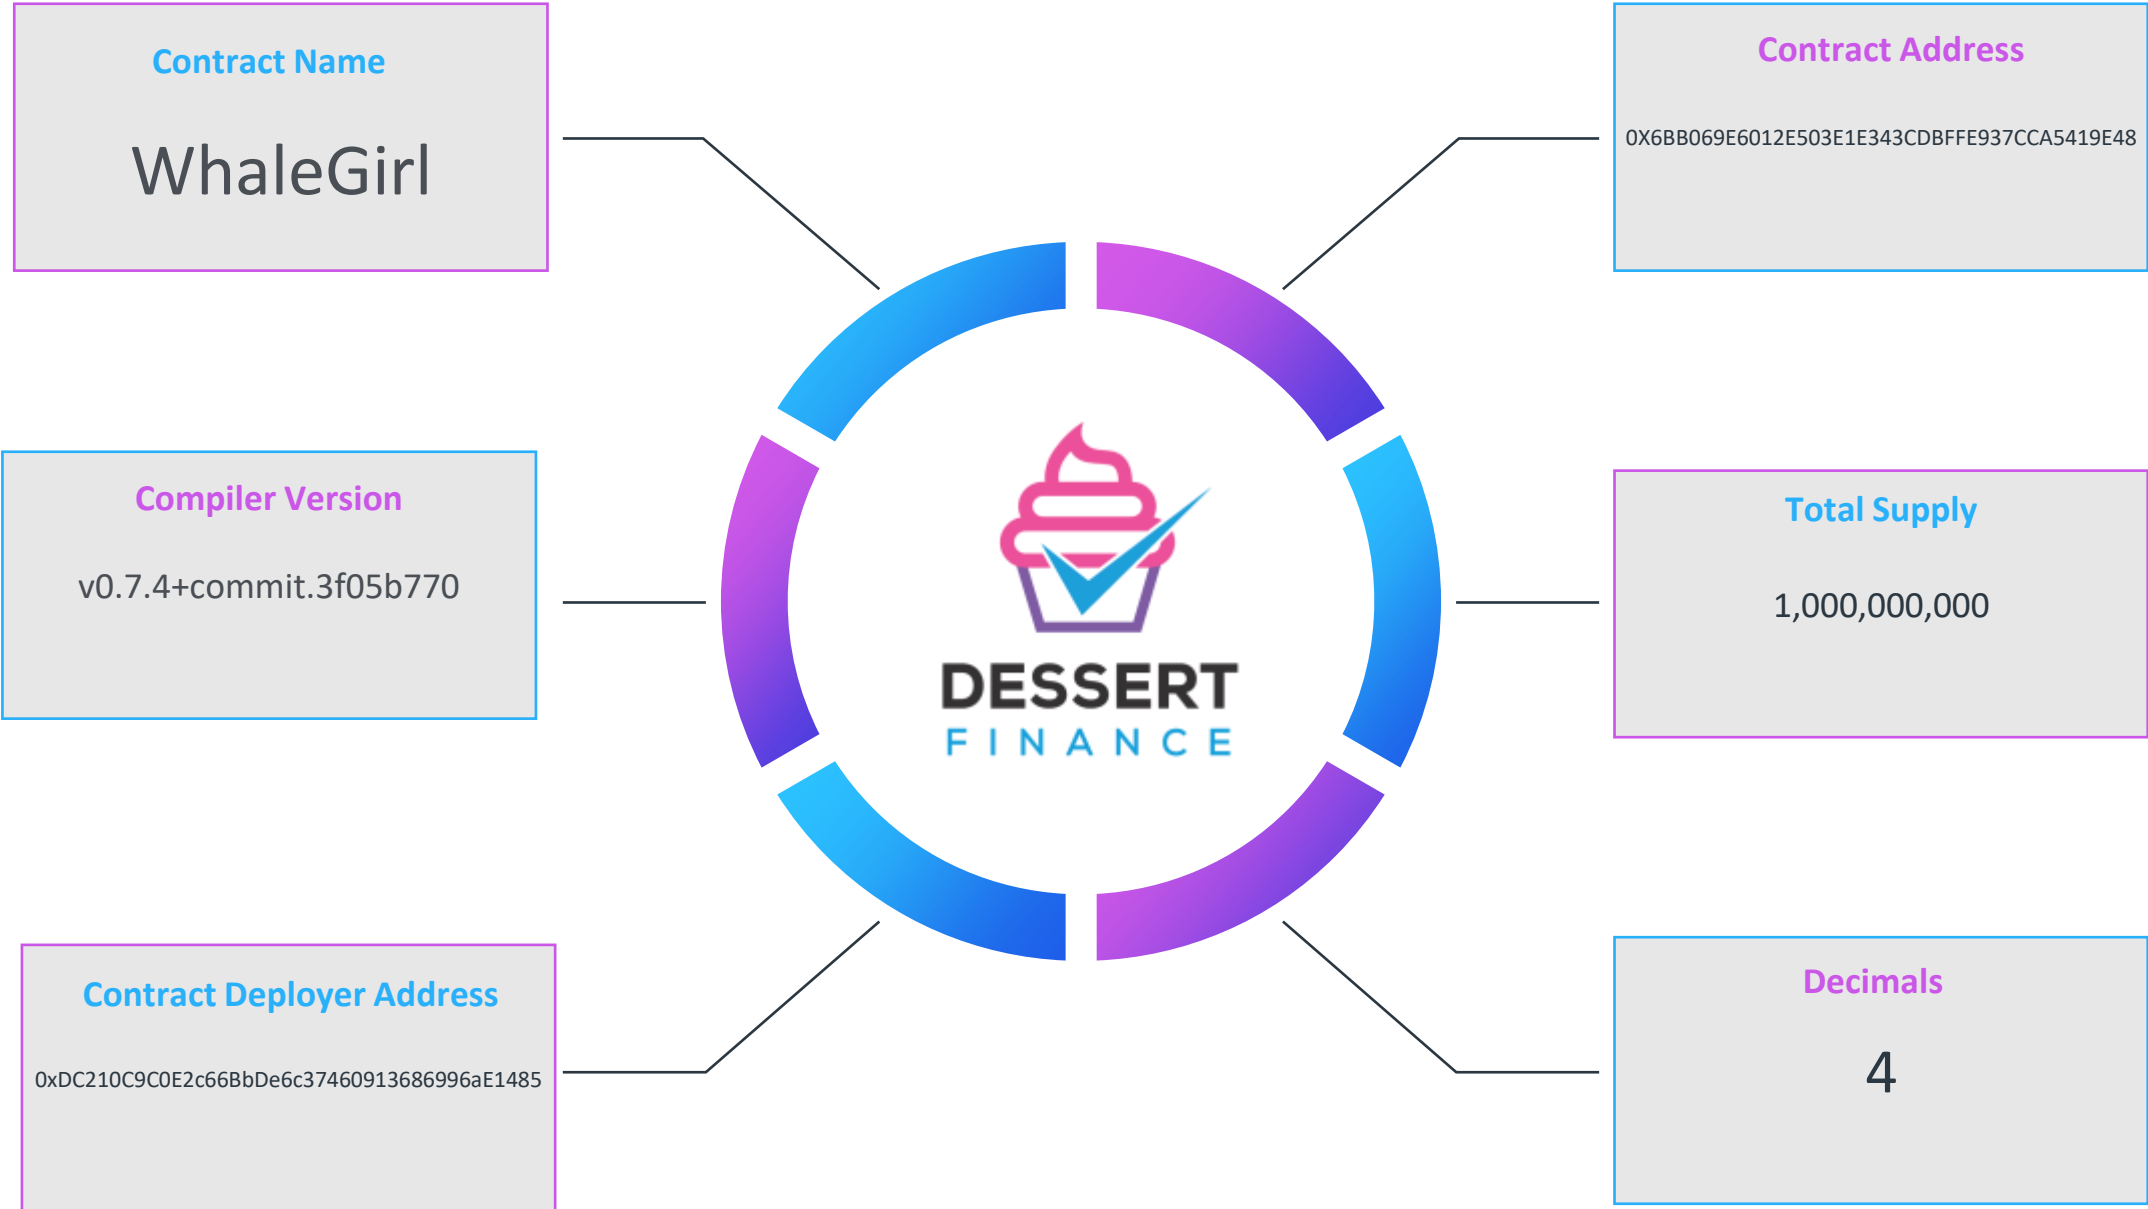 Contract Name
WhaleGirl
Contract Address
0X6BB069E6012E503E1E343CDBFFE937CCA5419E48
Compiler Version
v0.7.4+commit.3f05b770
DESSERT
FINANCE
Total Supply
1,000,000,000
Contract Deployer Address
0xDC210C9C0E2c66BbDe6c37460913686996aE1485
Decimals
4